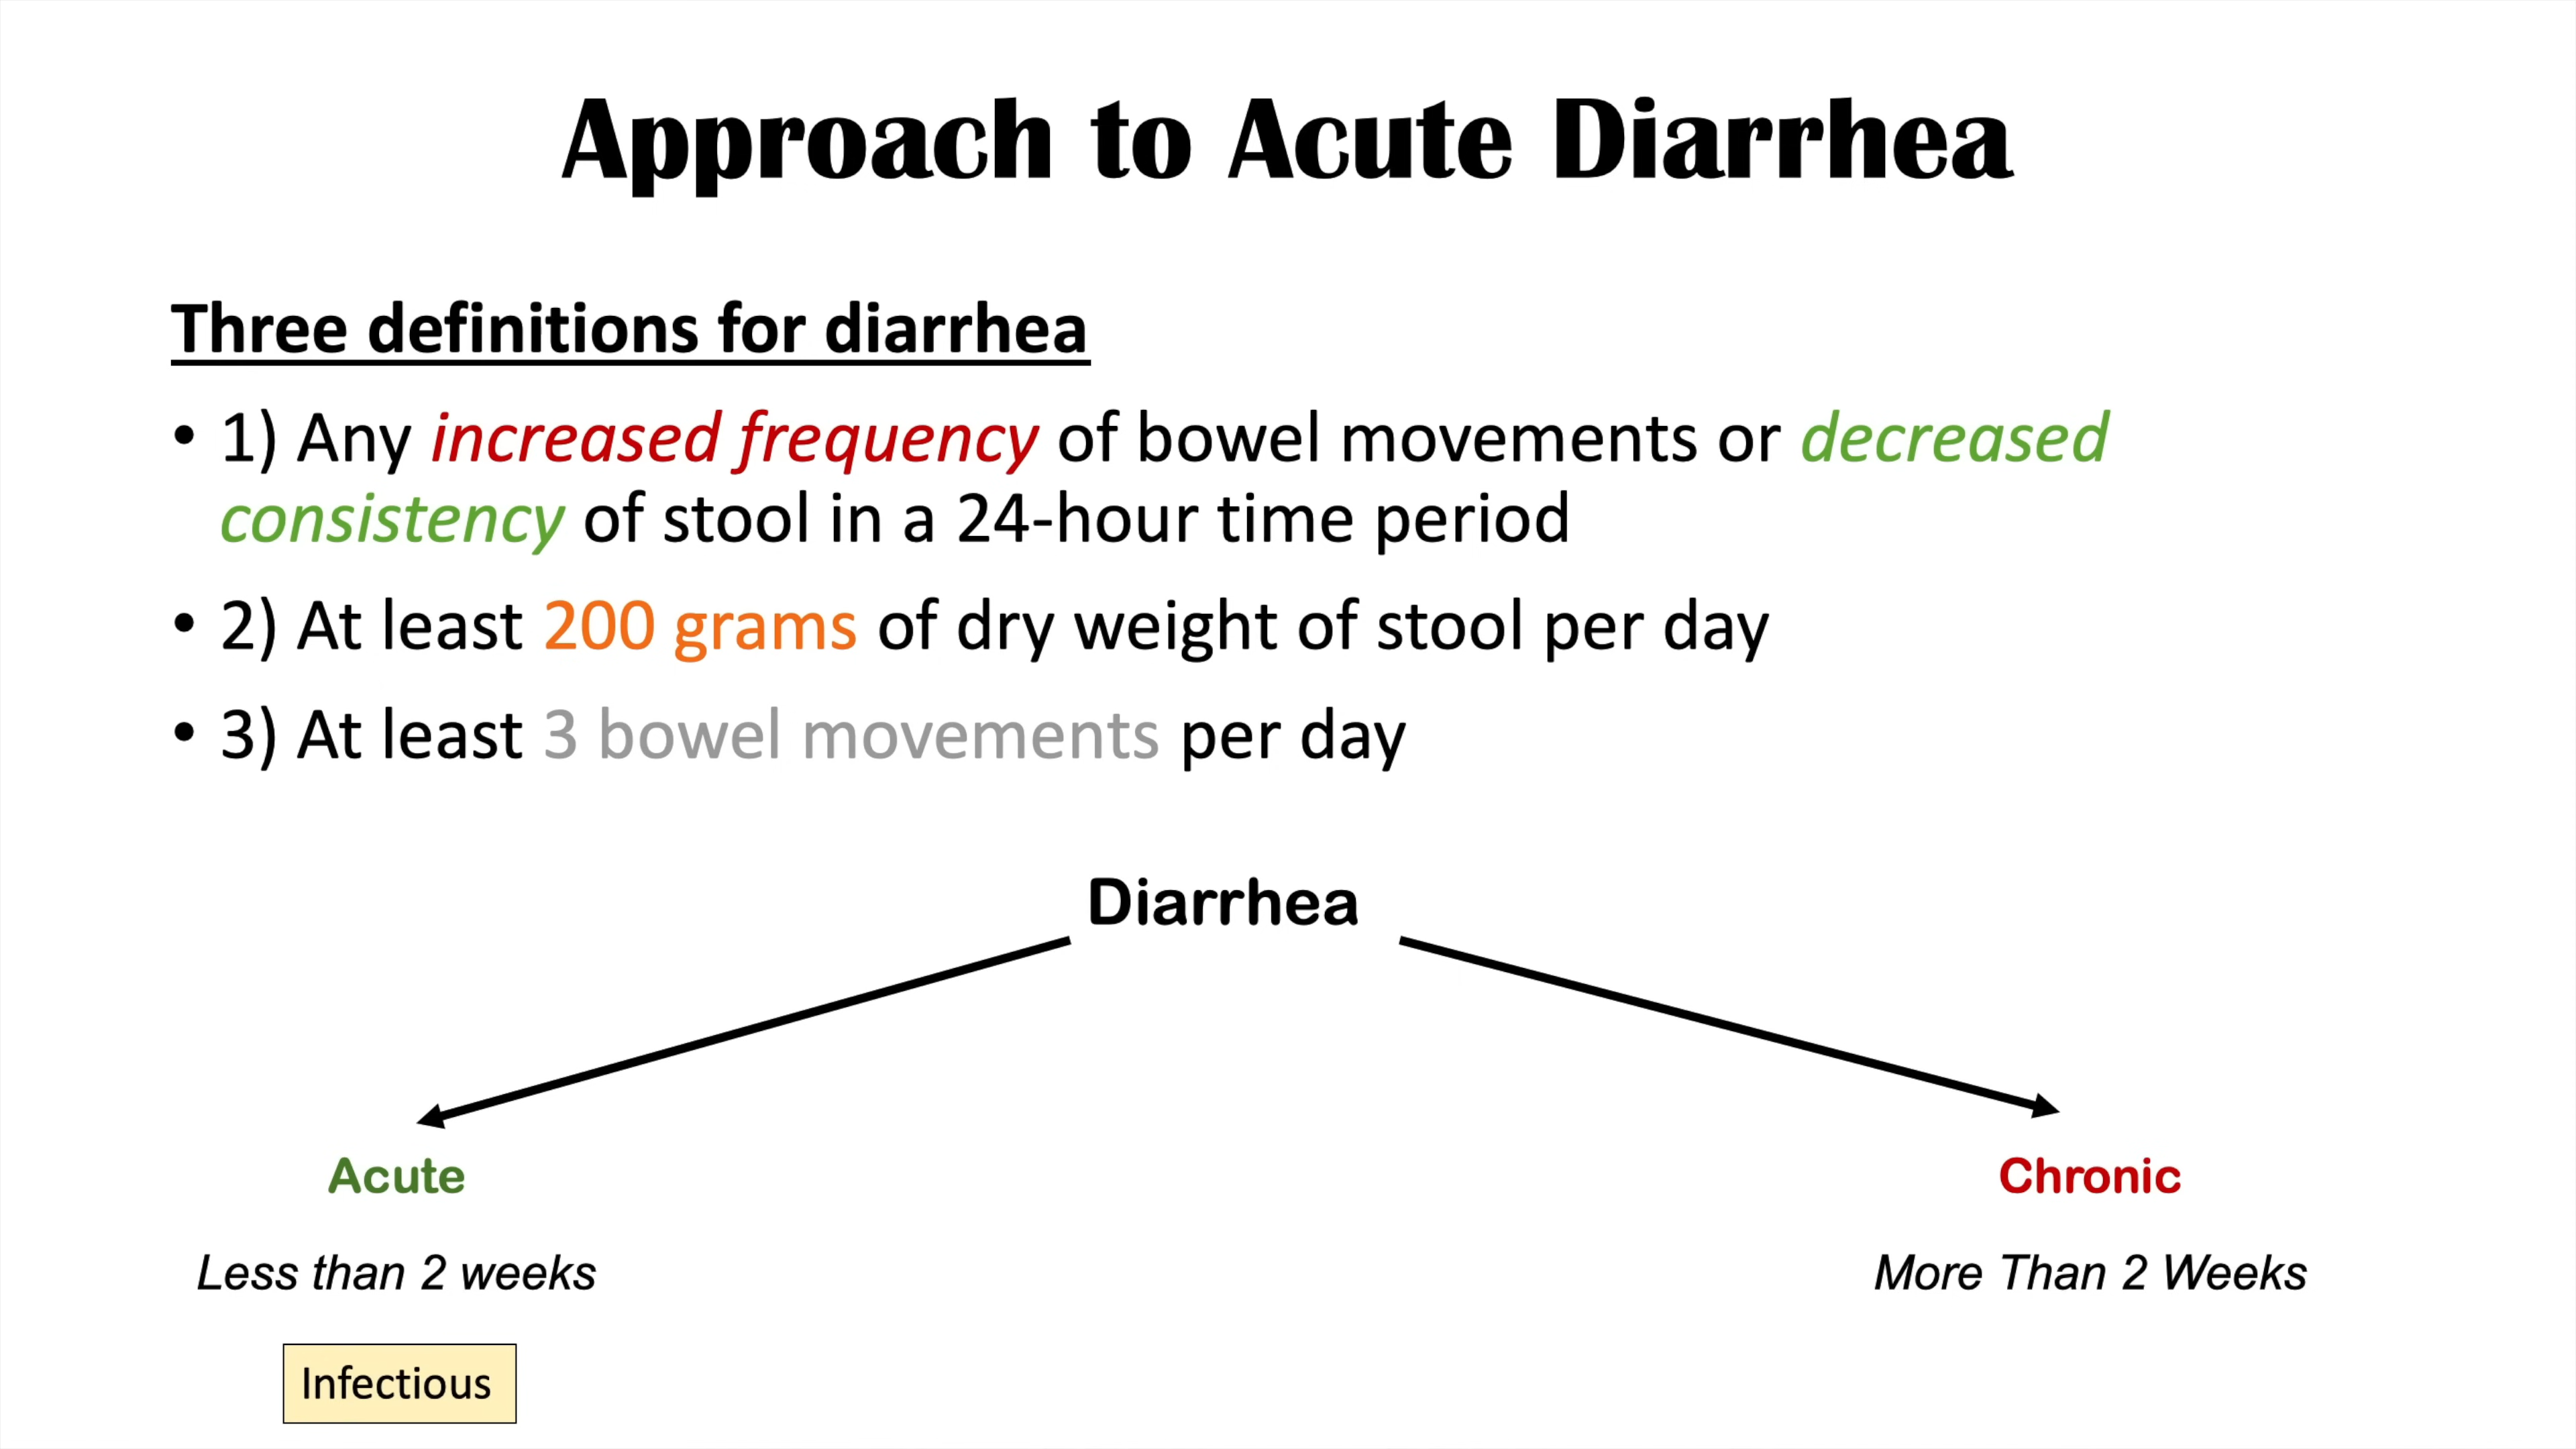 Approach to Acute Diarrhea
Three definitions for diarrhea
• 1) Any increased frequency of bowel movements or decreased
consistency of stool in a 24-hour time period
• 2) At least 200 grams of dry weight of stool per day
• 3) At least 3 bowel movements per day
Diarrhea
Acute
Chronic
Less than 2 weeks
More Than 2 Weeks
Infectious